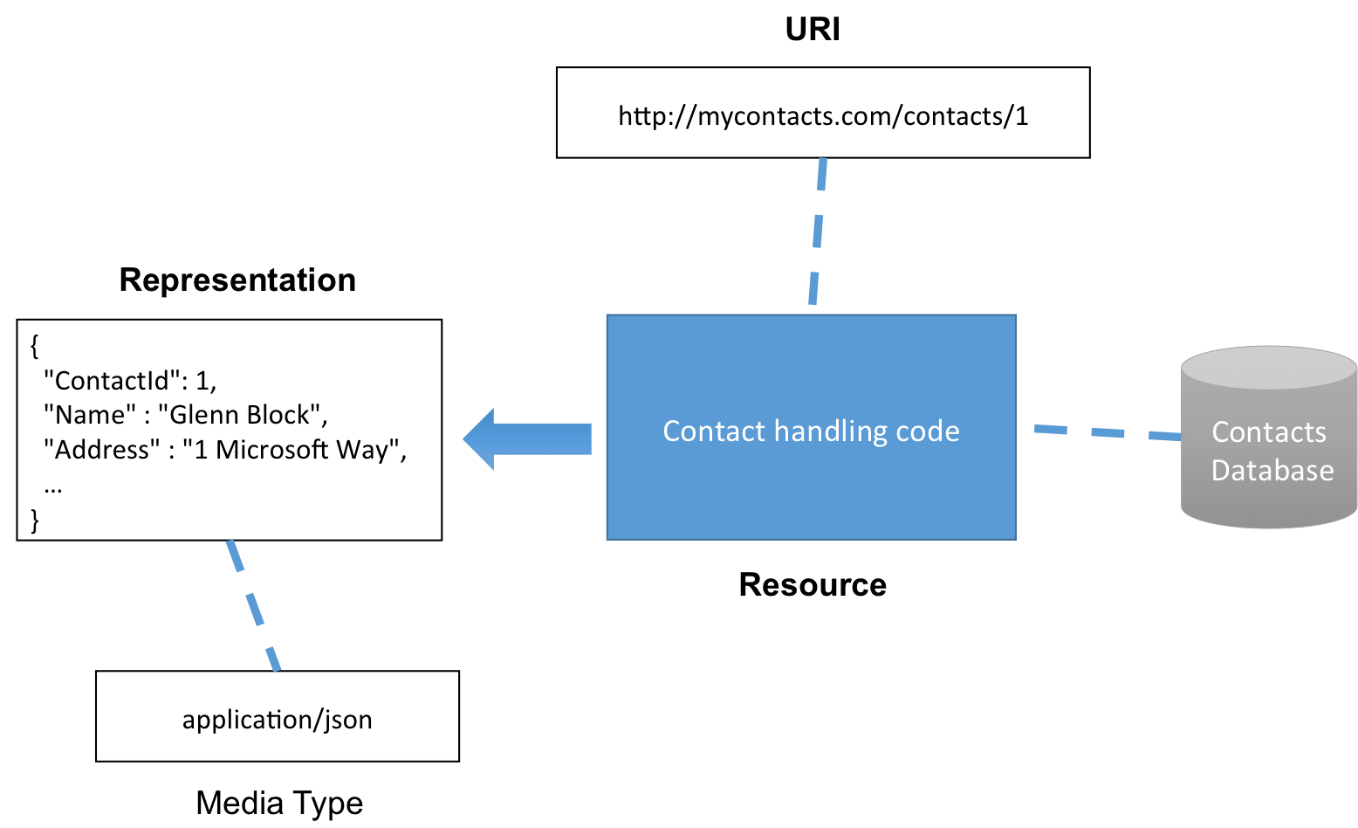 URI
http://mycontacts.com/contacts/1
Representation
{
"ContactId": 1,
"Name" : "Glenn Block",
"Address" : "1 Microsoft Way",
...
}
Contact handling code
Resource
Contacts
Database
application/json
Media Type